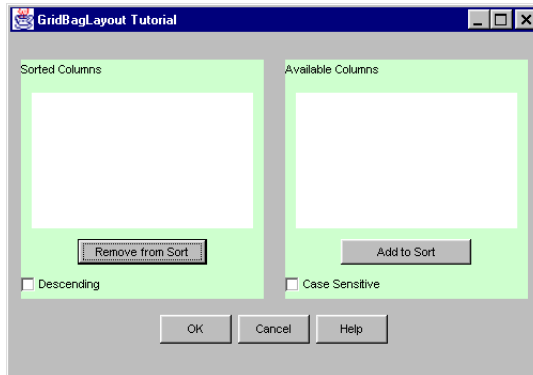 GridBagLayout Tutorial
Sorted Columns
Available Columns
Remove from Sort
Add to Sort
Descending
Case Sensitive
OK
Cancel
Help